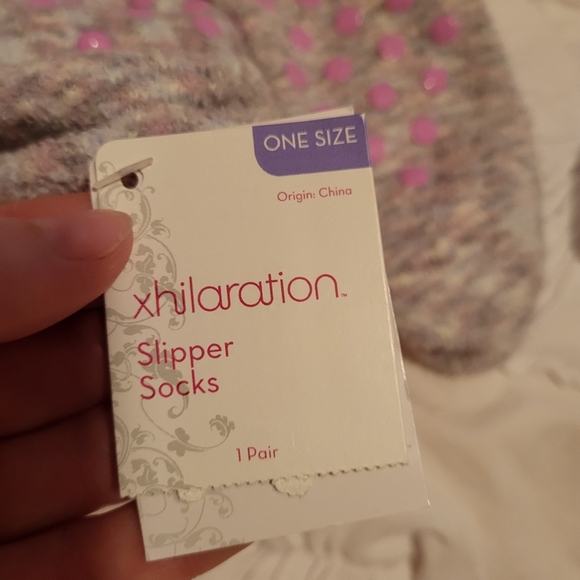 ONE SIZE
Origin: China
xhilaration™
Slipper
Socks
1 Pair